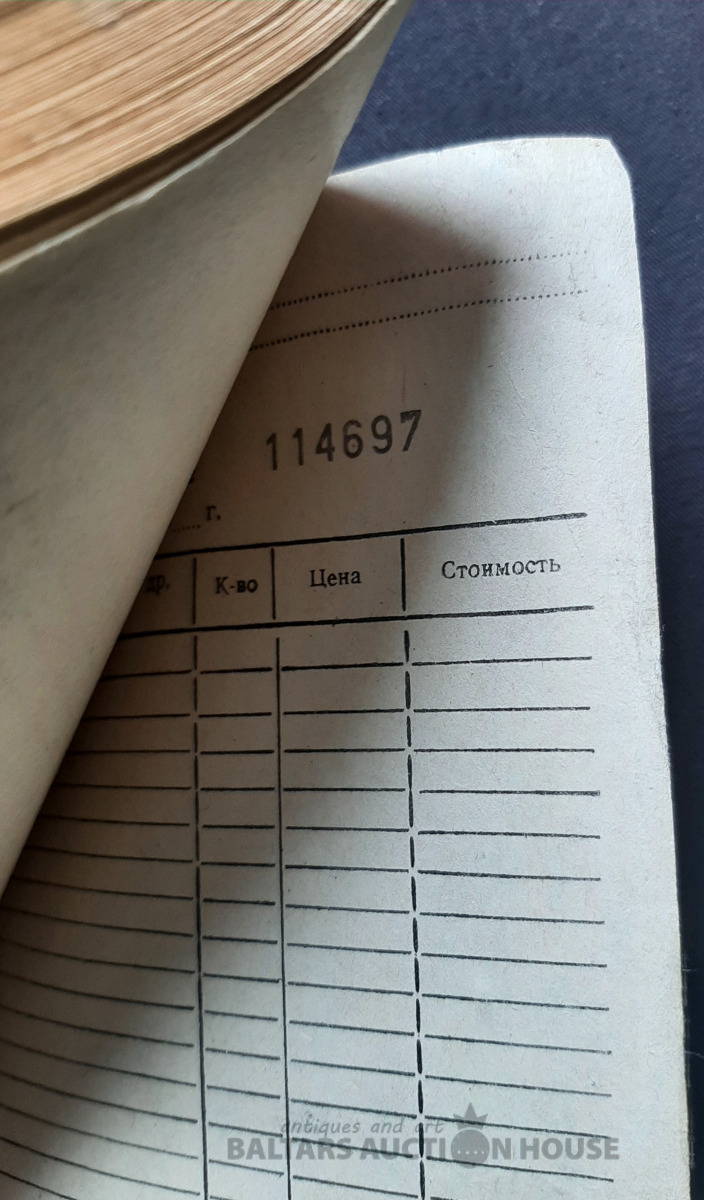 114697
г.
К-во Цена Стоимость
antiques and art
BALTARS AUCTION HOUSE